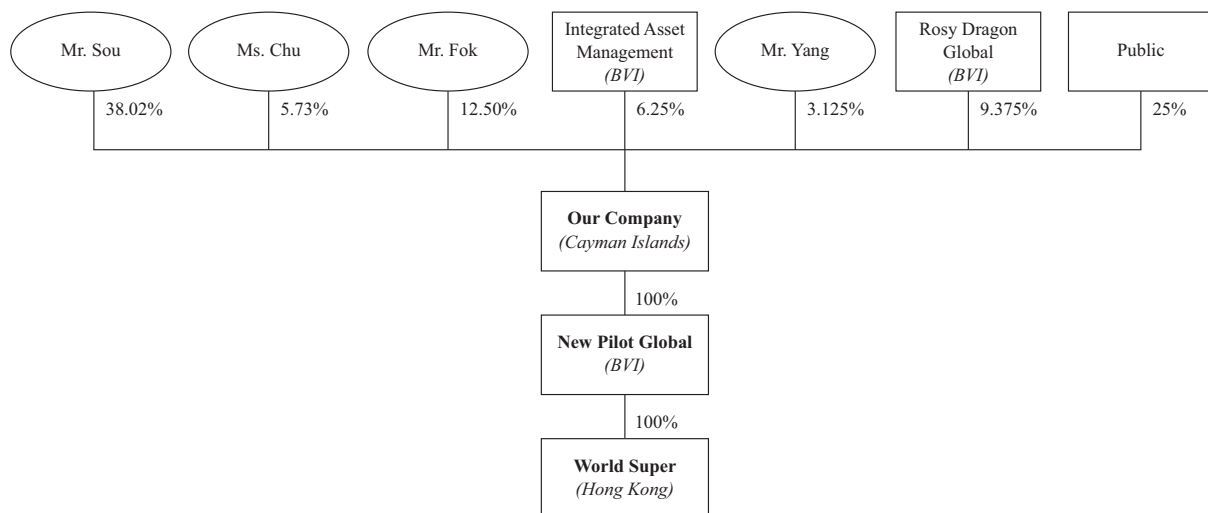 Mr. Sou
Ms. Chu
Mr. Fok
Integrated Asset
Management
(BVI)
Mr. Yang
Rosy Dragon
Global
(BVI)
Public
38.02%
5.73%
12.50%
6.25%
3.125%
9.375%
25%
Our Company
(Cayman Islands)
100%
New Pilot Global
(BVI)
100%
World Super
(Hong Kong)